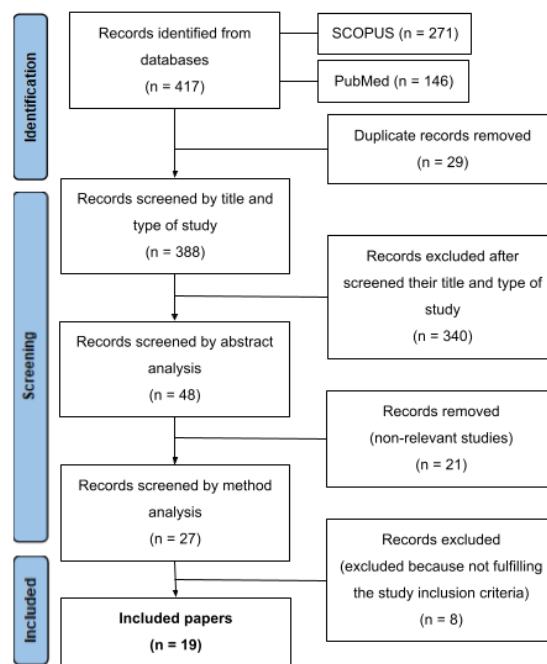 Identification
Records identified from
databases
(n = 417)
SCOPUS (n = 271)
PubMed (n = 146)
Duplicate records removed
(n = 29)
Screening
Records screened by title and
type of study
(n = 388)
Records excluded after
screened their title and type of
study
(n = 340)
Records screened by abstract
analysis
(n = 48)
Records removed
(non-relevant studies)
(n = 21)
Records screened by method
analysis
(n = 27)
Records excluded
(excluded because not fulfilling
the study inclusion criteria)
(n = 8)
Included
Included papers
(n = 19)